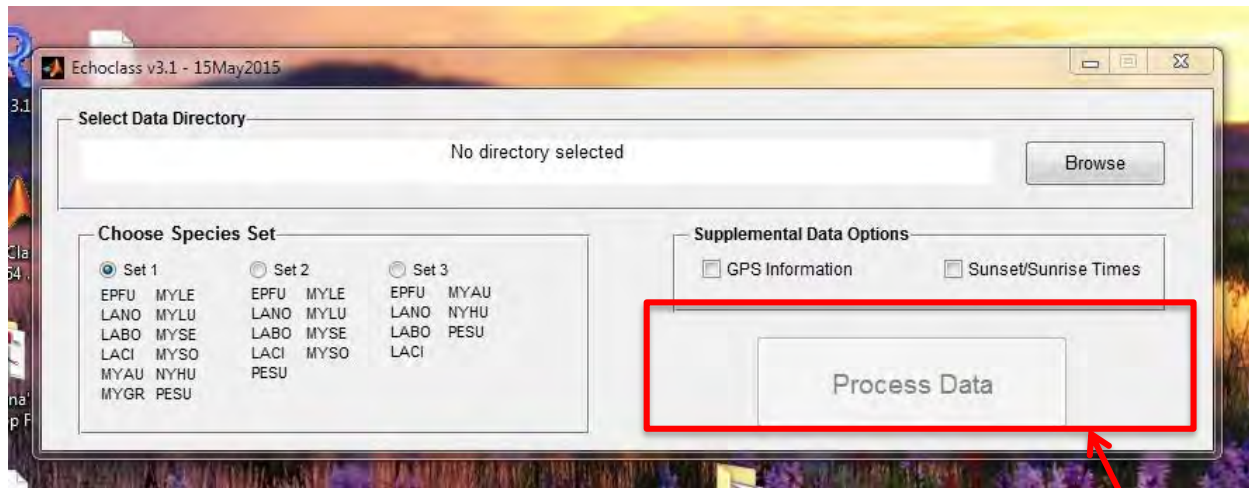 3.1
Echoclass v3.1 - 15May2015
Select Data Directory
No directory selected
Browse
Choose Species Set
Set 1
Set 2
Set 3
EPFU MYLE
LANO MYLU
LABO MYSE
LACI MYSO
MYAU NYHU
MYGR PESU
EPFU MYLE
LANO MYLU
LABO MYSE
LACI MYSO
PESU
EPFU MYAU
LANO NYHU
LABO PESU
LACI
Supplemental Data Options
GPS Information
Sunset/Sunrise Times
Process Data